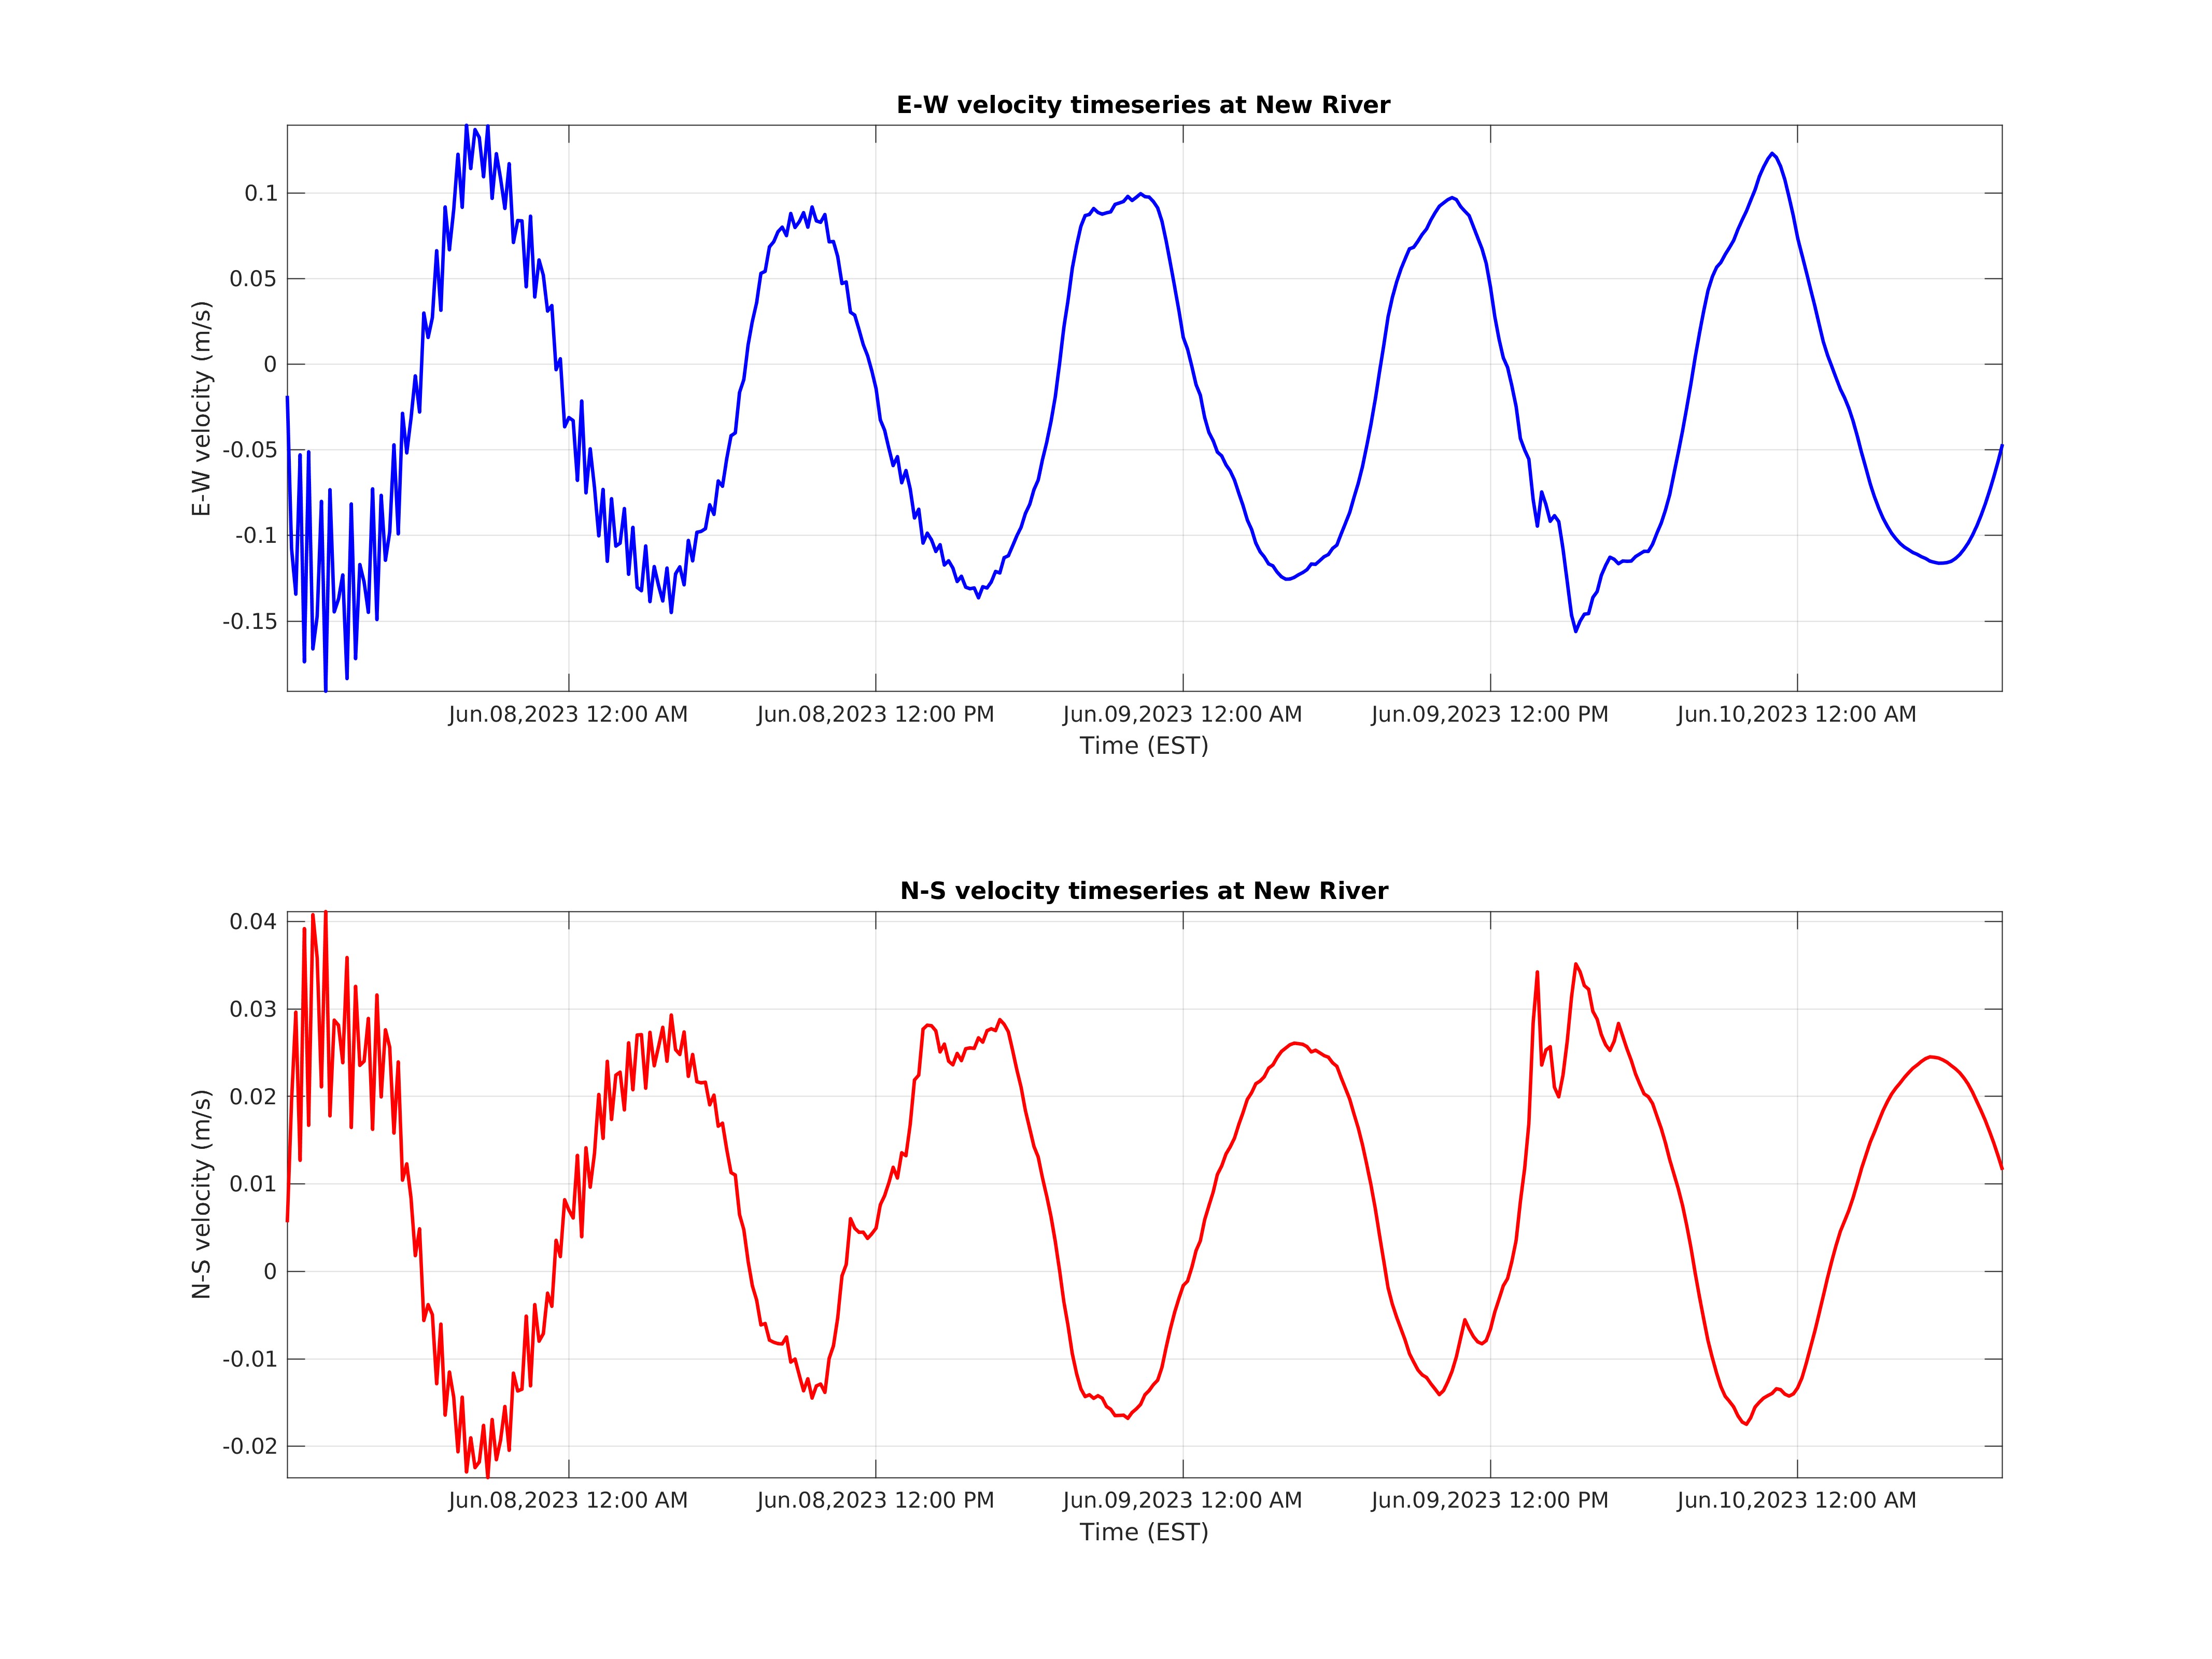 E-W velocity timeseries at New River
E-W velocity (m/s)
0.1
0.05
0
-0.05
-0.1
-0.15
Jun.08,2023 12:00 AM Jun.08,2023 12:00 PM Jun.09,2023 12:00 AM Jun.09,2023 12:00 PM Jun.10,2023 12:00 AM
Time (EST)
N-S velocity timeseries at New River
N-S velocity (m/s)
0.04
0.03
0.02
0.01
0
-0.01
-0.02
Jun.08,2023 12:00 AM Jun.08,2023 12:00 PM Jun.09,2023 12:00 AM Jun.09,2023 12:00 PM Jun.10,2023 12:00 AM
Time (EST)